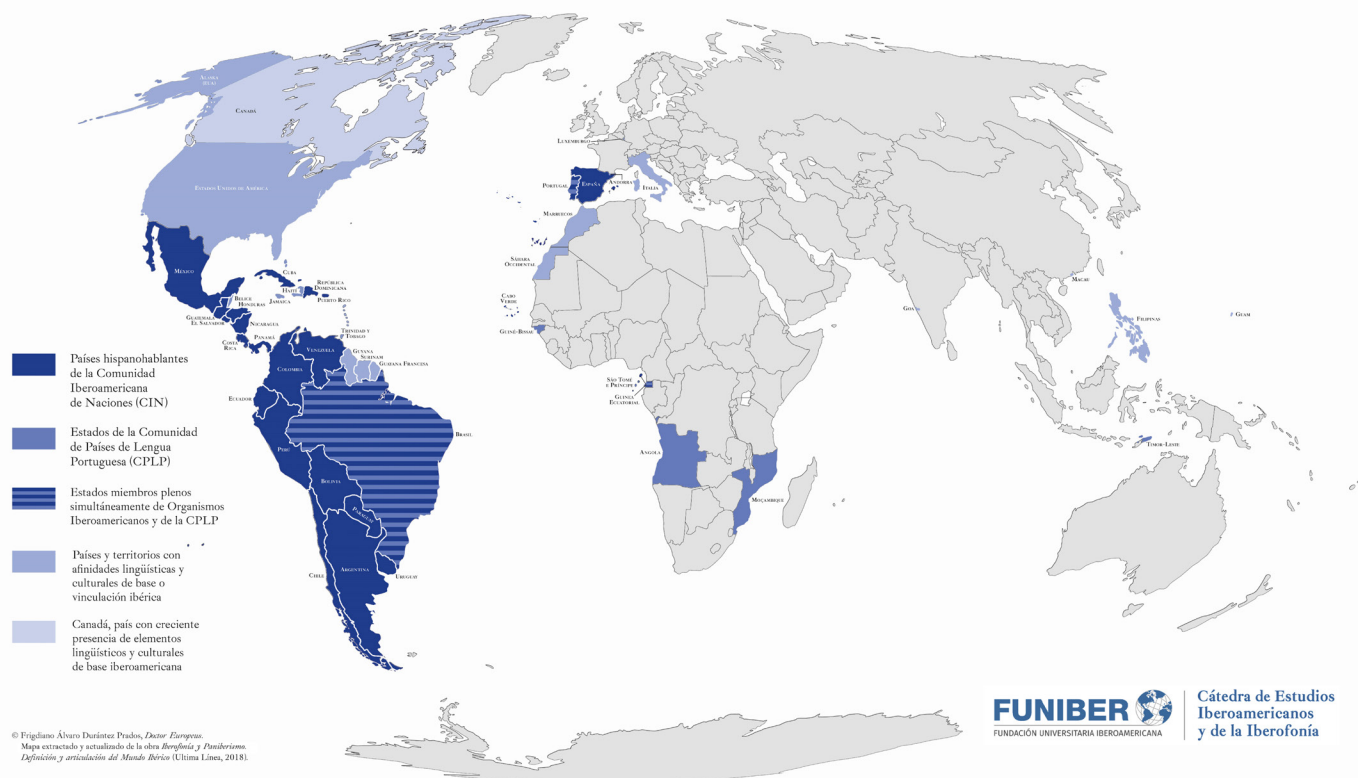 ALASKA
(EE.UU.)
CANADÁ
ESTADOS UNIDOS DE AMÉRICA
MÉXICO
CUBA
REPÚBLICA
DOMINICANA
HAITÍ
JAMAICA
PUERTO RICO
BELICE
HONDURAS
GUATEMALA
EL SALVADOR
NICARAGUA
COSTA
RICA
PANAMÁ
TRINIDAD Y
TOBAGO
VENEZUELA
GUYANA
SURINAM
GUAYANA FRANCESA
COLOMBIA
ECUADOR
PERÚ
BRASIL
BOLIVIA
PARAGUAY
CHILE
ARGENTINA
URUGUAY
LUXEMBURGO
PORTUGAL
ESPAÑA
ANDORRA
ITALIA
MARRUECOS
SÁHARA
OCCIDENTAL
CABO
VERDE
GUINÉ-BISSAU
SÃO TOMÉ
E PRÍNCIPE
GUINEA
ECUATORIAL
ANGOLA
MOÇAMBIQUE
GOA
MACAU
FILIPINAS
GUAM
TIMOR-LESTE
Países hispanohablantes
de la Comunidad
Iberoamericana
de Naciones (CIN)
Estados de la Comunidad
de Países de Lengua
Portuguesa (CPLP)
Estados miembros plenos
simultáneamente de Organismos
Iberoamericanos y de la CPLP
Países y territorios con
afinidades lingüísticas y
culturales de base o
vinculación ibérica
Canadá, país con creciente
presencia de elementos
lingüísticos y culturales
de base iberoamericana
© Frigdiano Álvaro Durántez Prados, Doctor Europeus.
Mapa extractado y actualizado de la obra Iberofonía y Paniberismo.
Definición y articulación del Mundo Ibérico (Última Línea, 2018).
FUNIBER
FUNDACIÓN UNIVERSITARIA IBEROAMERICANA
Cátedra de Estudios
Iberoamericanos
y de la Iberofonía